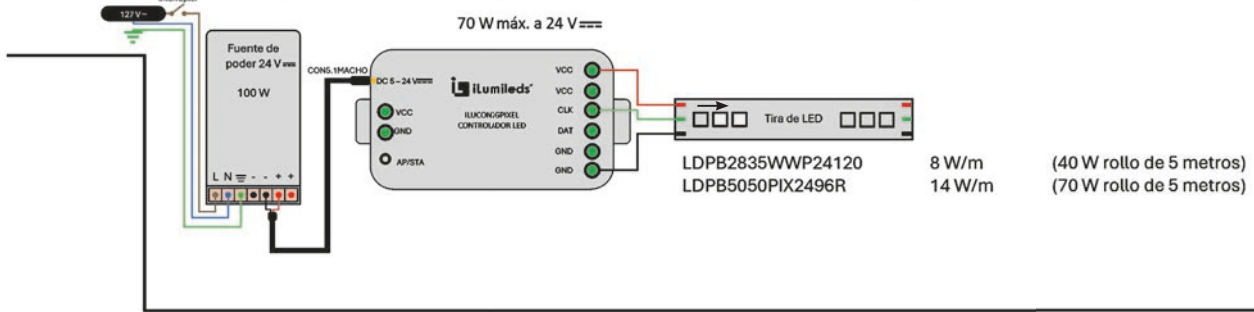 127 V~
70 W máx. a 24 V⎓
Fuente de
poder 24 V⎓
100 W
L N ⏚ - - + +
CON5.1MACHO
DC 5 – 24 V⎓
iLumileds®
ILUCONGPIXEL
CONTROLADOR LED
VCC
GND
AP/STA
VCC
VCC
CLK
DAT
GND
GND
Tira de LED
LDPB2835WWP24120 8 W/m (40 W rollo de 5 metros)
LDPB5050PIX2496R 14 W/m (70 W rollo de 5 metros)